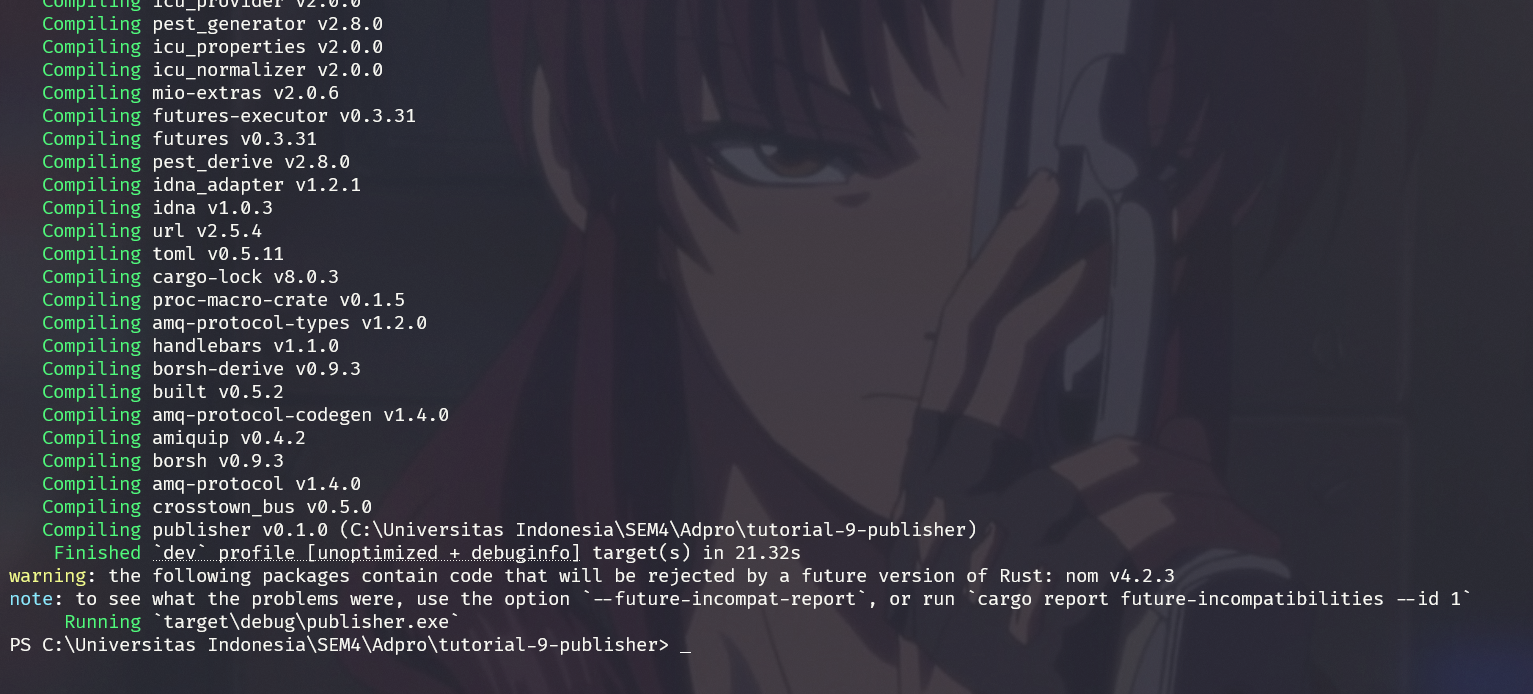 Compiling icu_provider v2.0.0
Compiling pest_generator v2.8.0
Compiling icu_properties v2.0.0
Compiling icu_normalizer v2.0.0
Compiling mio-extras v2.0.6
Compiling futures-executor v0.3.31
Compiling futures v0.3.31
Compiling pest_derive v2.8.0
Compiling idna_adapter v1.2.1
Compiling idna v1.0.3
Compiling url v2.5.4
Compiling toml v0.5.11
Compiling cargo-lock v8.0.3
Compiling proc-macro-crate v0.1.5
Compiling amq-protocol-types v1.2.0
Compiling handlebars v1.1.0
Compiling borsh-derive v0.9.3
Compiling built v0.5.2
Compiling amq-protocol-codegen v1.4.0
Compiling amiquip v0.4.2
Compiling borsh v0.9.3
Compiling amq-protocol v1.4.0
Compiling crosstown_bus v0.5.0
Compiling publisher v0.1.0 (C:\Universitas Indonesia\SEM4\Adpro\tutorial-9-publisher)
Finished `dev` profile [unoptimized + debuginfo] target(s) in 21.32s
warning: the following packages contain code that will be rejected by a future version of Rust: nom v4.2.3
note: to see what the problems were, use the option `--future-incompat-report`, or run `cargo report future-incompatibilities --id 1`
Running `target\debug\publisher.exe`
PS C:\Universitas Indonesia\SEM4\Adpro\tutorial-9-publisher> _